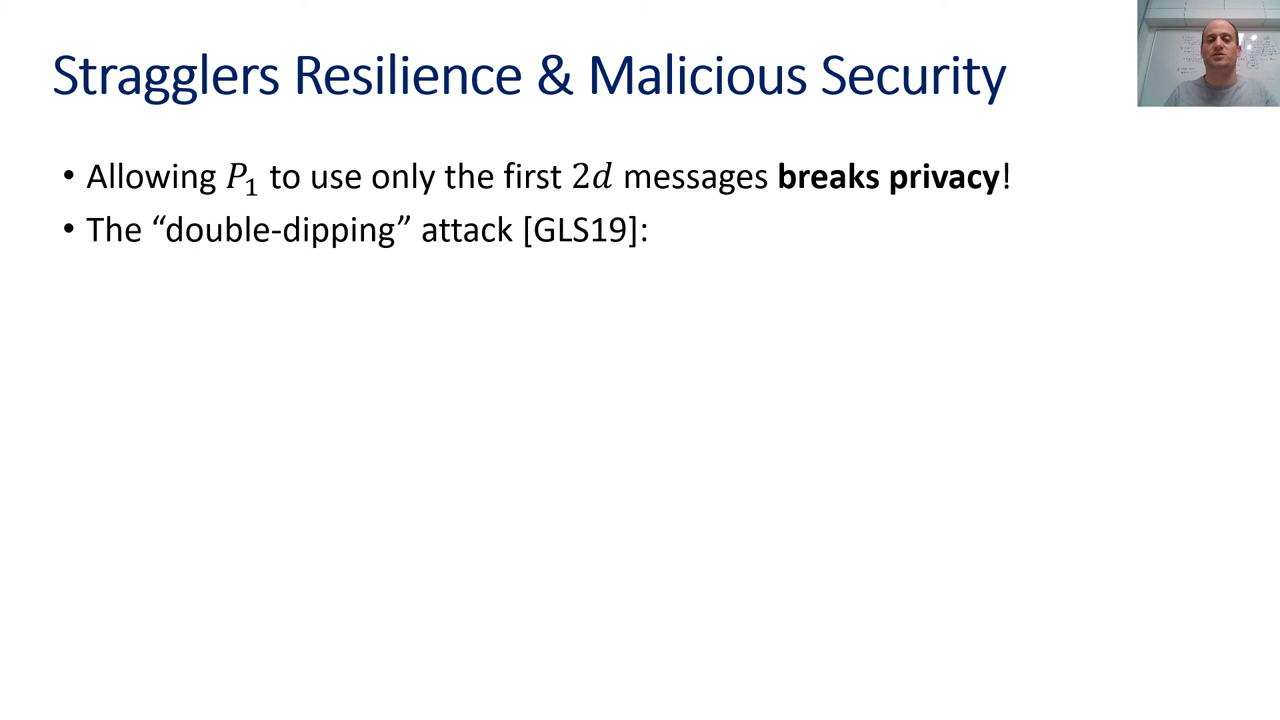 Stragglers Resilience & Malicious Security
• Allowing P₁ to use only the first 2d messages breaks privacy!
• The “double-dipping” attack [GLS19]: